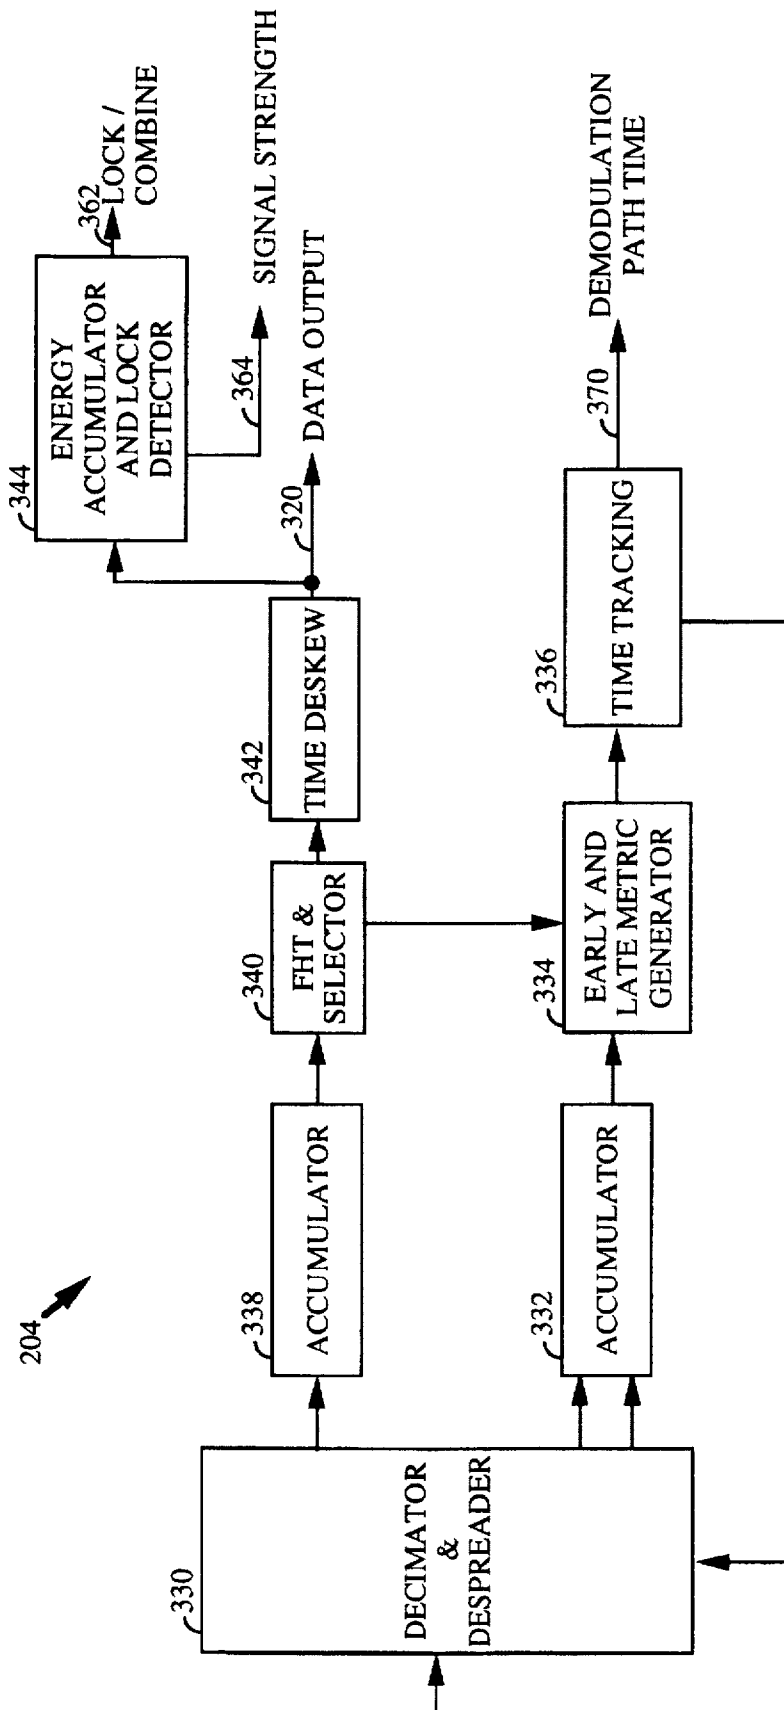 204
330
DECIMATOR
&
DESPREADER
338
ACCUMULATOR
332
ACCUMULATOR
340
FHT &
SELECTOR
334
EARLY AND
LATE METRIC
GENERATOR
342
TIME DESKEW
336
TIME TRACKING
344
ENERGY
ACCUMULATOR
AND LOCK
DETECTOR
362
LOCK /
COMBINE
364
SIGNAL STRENGTH
320
DATA OUTPUT
370
DEMODULATION
PATH TIME